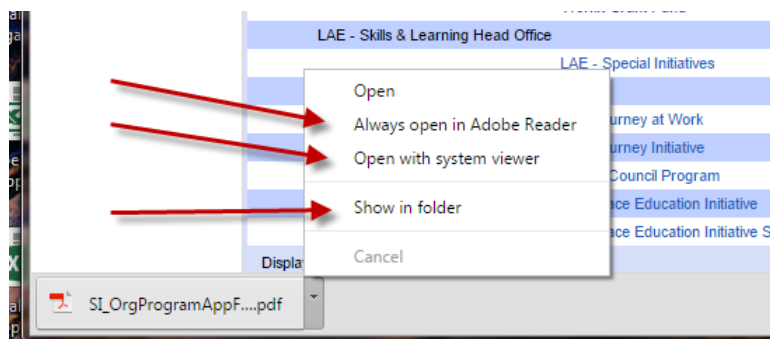 LAE - Skills & Learning Head Office
LAE - Special Initiatives
Open
Always open in Adobe Reader
urney at Work
Open with system viewer
urney Initiative
Council Program
Show in folder
ace Education Initiative
ace Education Initiative S
Display
Cancel
SI_OrgProgramAppF....pdf